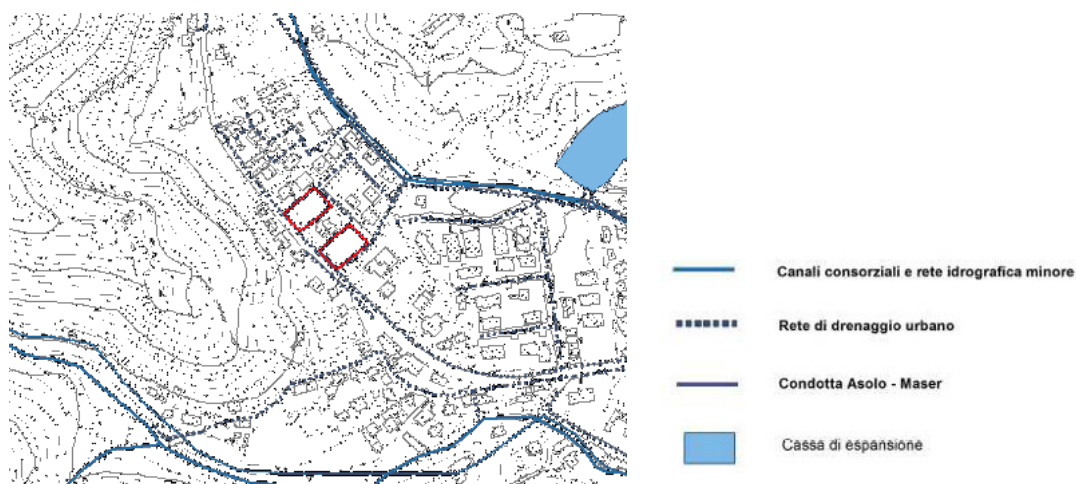 Canali consorziali e rete idrografica minore
Rete di drenaggio urbano
Condotta Asolo - Maser
Cassa di espansione